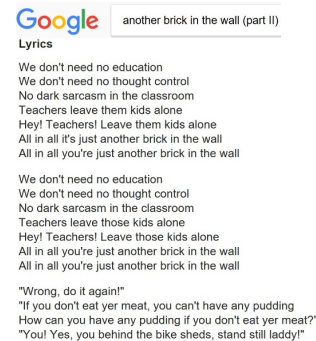 Google another brick in the wall (part II)
Lyrics
We don't need no education
We don't need no thought control
No dark sarcasm in the classroom
Teachers leave them kids alone
Hey! Teachers! Leave them kids alone
All in all it's just another brick in the wall
All in all you're just another brick in the wall
We don't need no education
We don't need no thought control
No dark sarcasm in the classroom
Teachers leave those kids alone
Hey! Teachers! Leave those kids alone
All in all you're just another brick in the wall
All in all you're just another brick in the wall
"Wrong, do it again!"
"If you don't eat yer meat, you can't have any pudding
How can you have any pudding if you don't eat yer meat?"
"You! Yes, you behind the bike sheds, stand still laddy!"